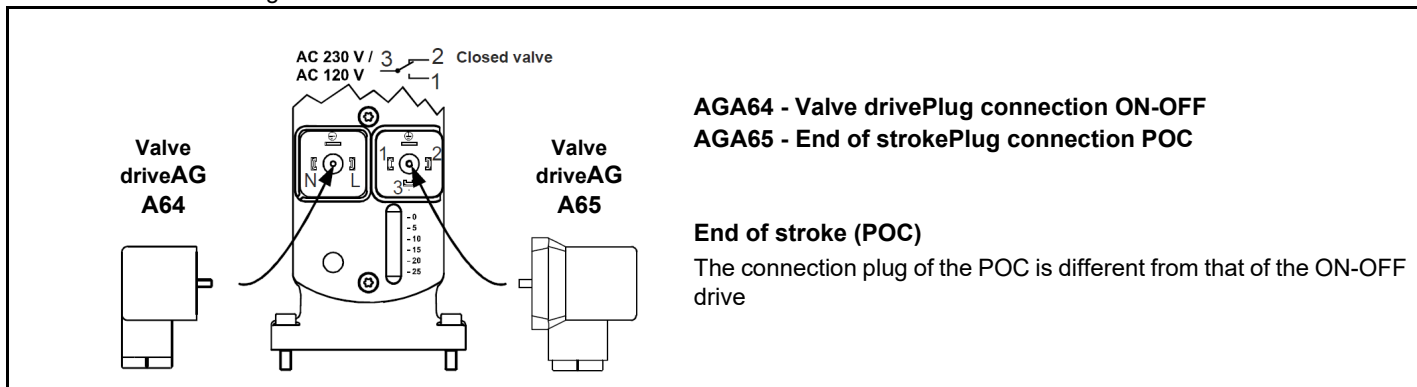 AC 230 V / 3 2 Closed valve
AC 120 V 1
Valve
driveAG
A64
N L
1 2
3
-0
-5
-10
-15
-20
-25
Valve
driveAG
A65
AGA64 - Valve drivePlug connection ON-OFF
AGA65 - End of strokePlug connection POC
End of stroke (POC)
The connection plug of the POC is different from that of the ON-OFF
drive